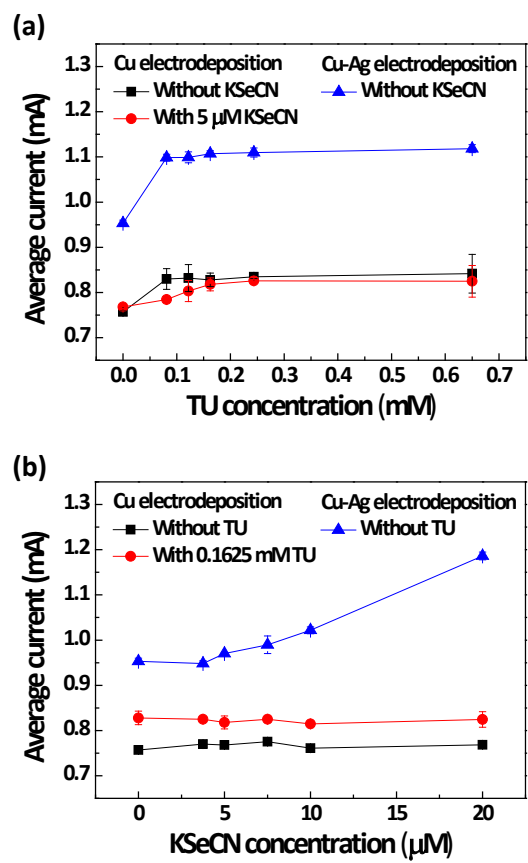 (a)
Cu electrodeposition Cu-Ag electrodeposition
Without KSeCN Without KSeCN
With 5 μM KSeCN
1.3
1.2
1.1
1.0
0.9
0.8
0.7
Average current (mA)
0.0 0.1 0.2 0.3 0.4 0.5 0.6 0.7
TU concentration (mM)
(b)
Cu electrodeposition Cu-Ag electrodeposition
Without TU Without TU
With 0.1625 mM TU
1.3
1.2
1.1
1.0
0.9
0.8
0.7
Average current (mA)
0 5 10 15 20
KSeCN concentration (μM)